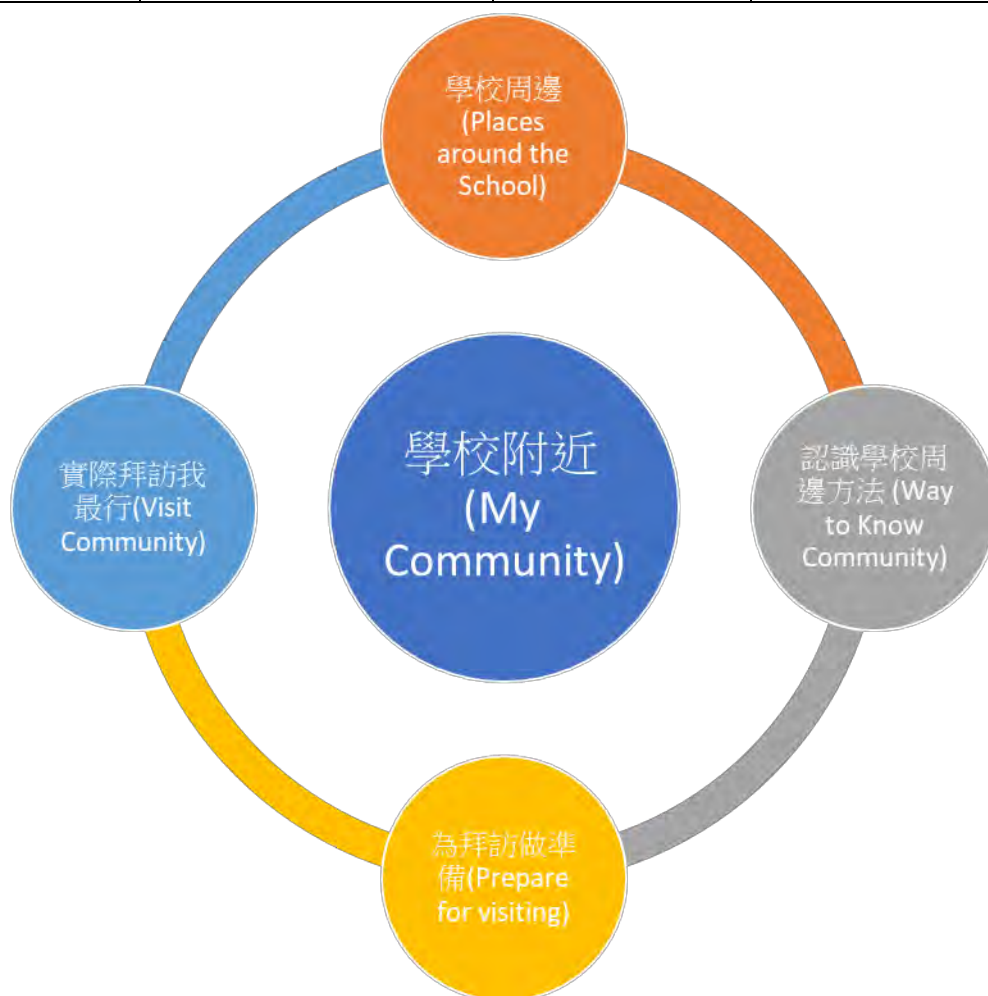 學校周邊
(Places
around the
School)
學校附近
(My
Community)
認識學校周
邊方法 (Way
to Know
Community)
為拜訪做準
備(Prepare
for visiting)
實際拜訪我
最行(Visit
Community)